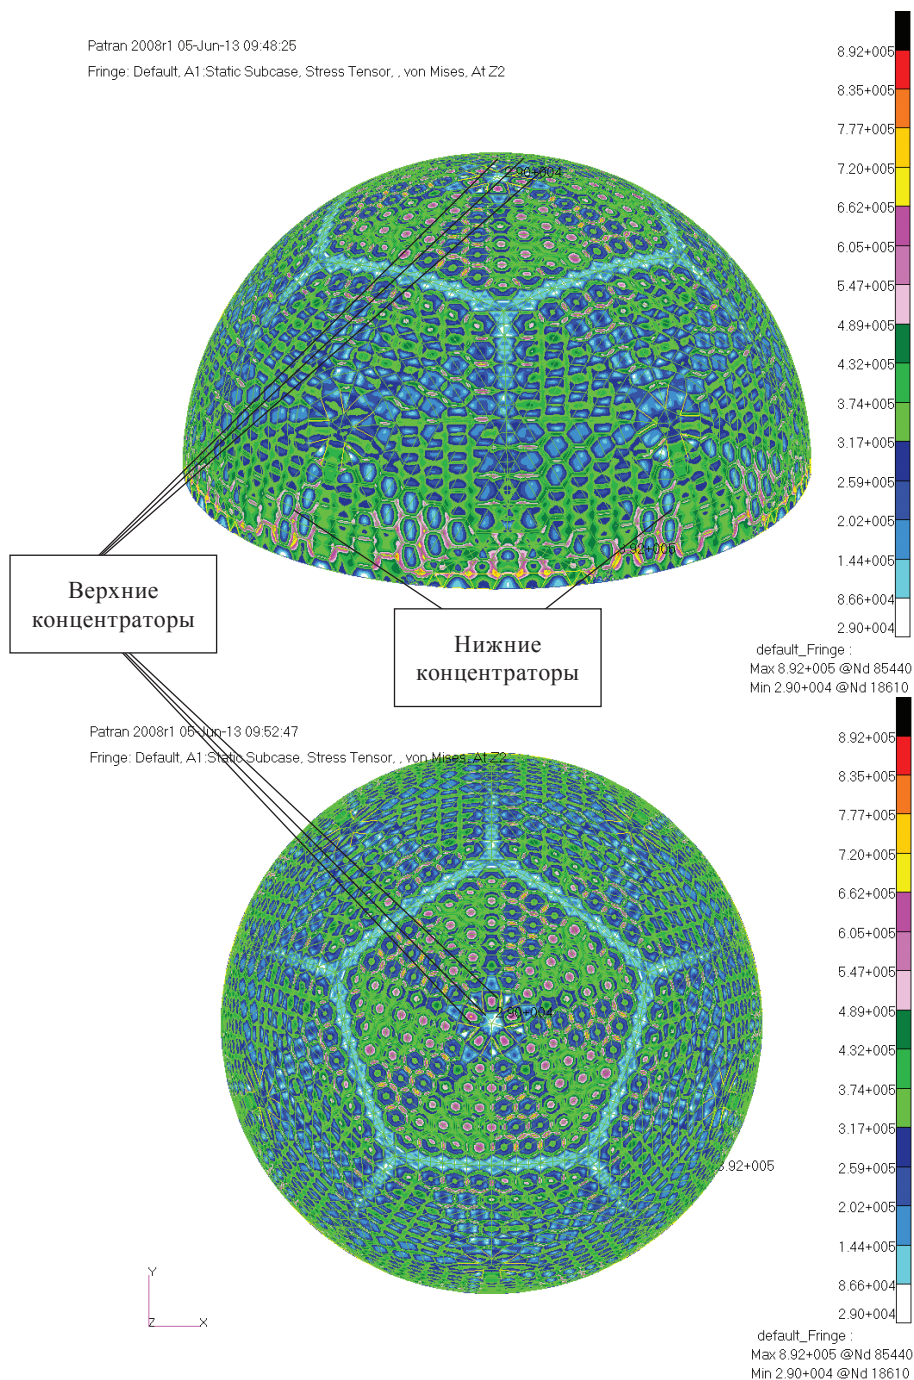 Patran 2008r1 05-Jun-13 09:48:25
Fringe: Default, A1:Static Subcase, Stress Tensor, , von Mises, At Z2
8.92+005
8.35+005
7.77+005
7.20+005
6.62+005
6.05+005
5.47+005
4.89+005
4.32+005
3.74+005
3.17+005
2.59+005
2.02+005
1.44+005
8.66+004
2.90+004
2.90+004
8.92+005
Верхние
концентраторы
Нижние
концентраторы
default_Fringe :
Max 8.92+005 @Nd 85440
Min 2.90+004 @Nd 18610
Patran 2008r1 05-Jun-13 09:52:47
Fringe: Default, A1:Static Subcase, Stress Tensor, , von Mises, At Z2
8.92+005
8.35+005
7.77+005
7.20+005
6.62+005
6.05+005
5.47+005
4.89+005
4.32+005
3.74+005
3.17+005
2.59+005
2.02+005
1.44+005
8.66+004
2.90+004
2.90+004
8.92+005
Y
Z
X
default_Fringe :
Max 8.92+005 @Nd 85440
Min 2.90+004 @Nd 18610